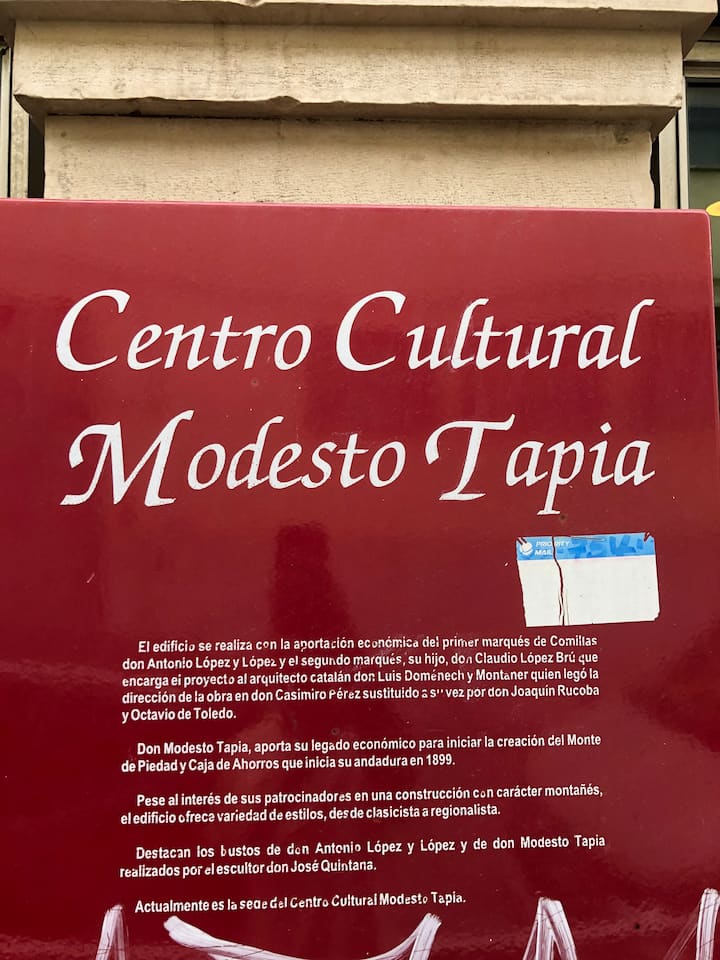 Centro Cultural
Modesto Tapia
PRIORITY
MAIL
El edificio se realiza con la aportación económica del primer marqués de Comillas
don Antonio López y López y el segundo marqués, su hijo, don Claudio López Brú que
encarga el proyecto al arquitecto catalán don Luis Doménech y Montaner quien legó la
dirección de la obra en don Casimiro Pérez sustituido a su vez por don Joaquín Rucoba
y Octavio de Toledo.
Don Modesto Tapia, aporta su legado económico para iniciar la creación del Monte
de Piedad y Caja de Ahorros que inicia su andadura en 1899.
Pese al interés de sus patrocinadores en una construcción con carácter montañés,
el edificio ofrece variedad de estilos, desde clasicista a regionalista.
Destacan los bustos de don Antonio López y López y de don Modesto Tapia
realizados por el escultor don José Quintana.
Actualmente es la sede del Centro Cultural Modesto Tapia.